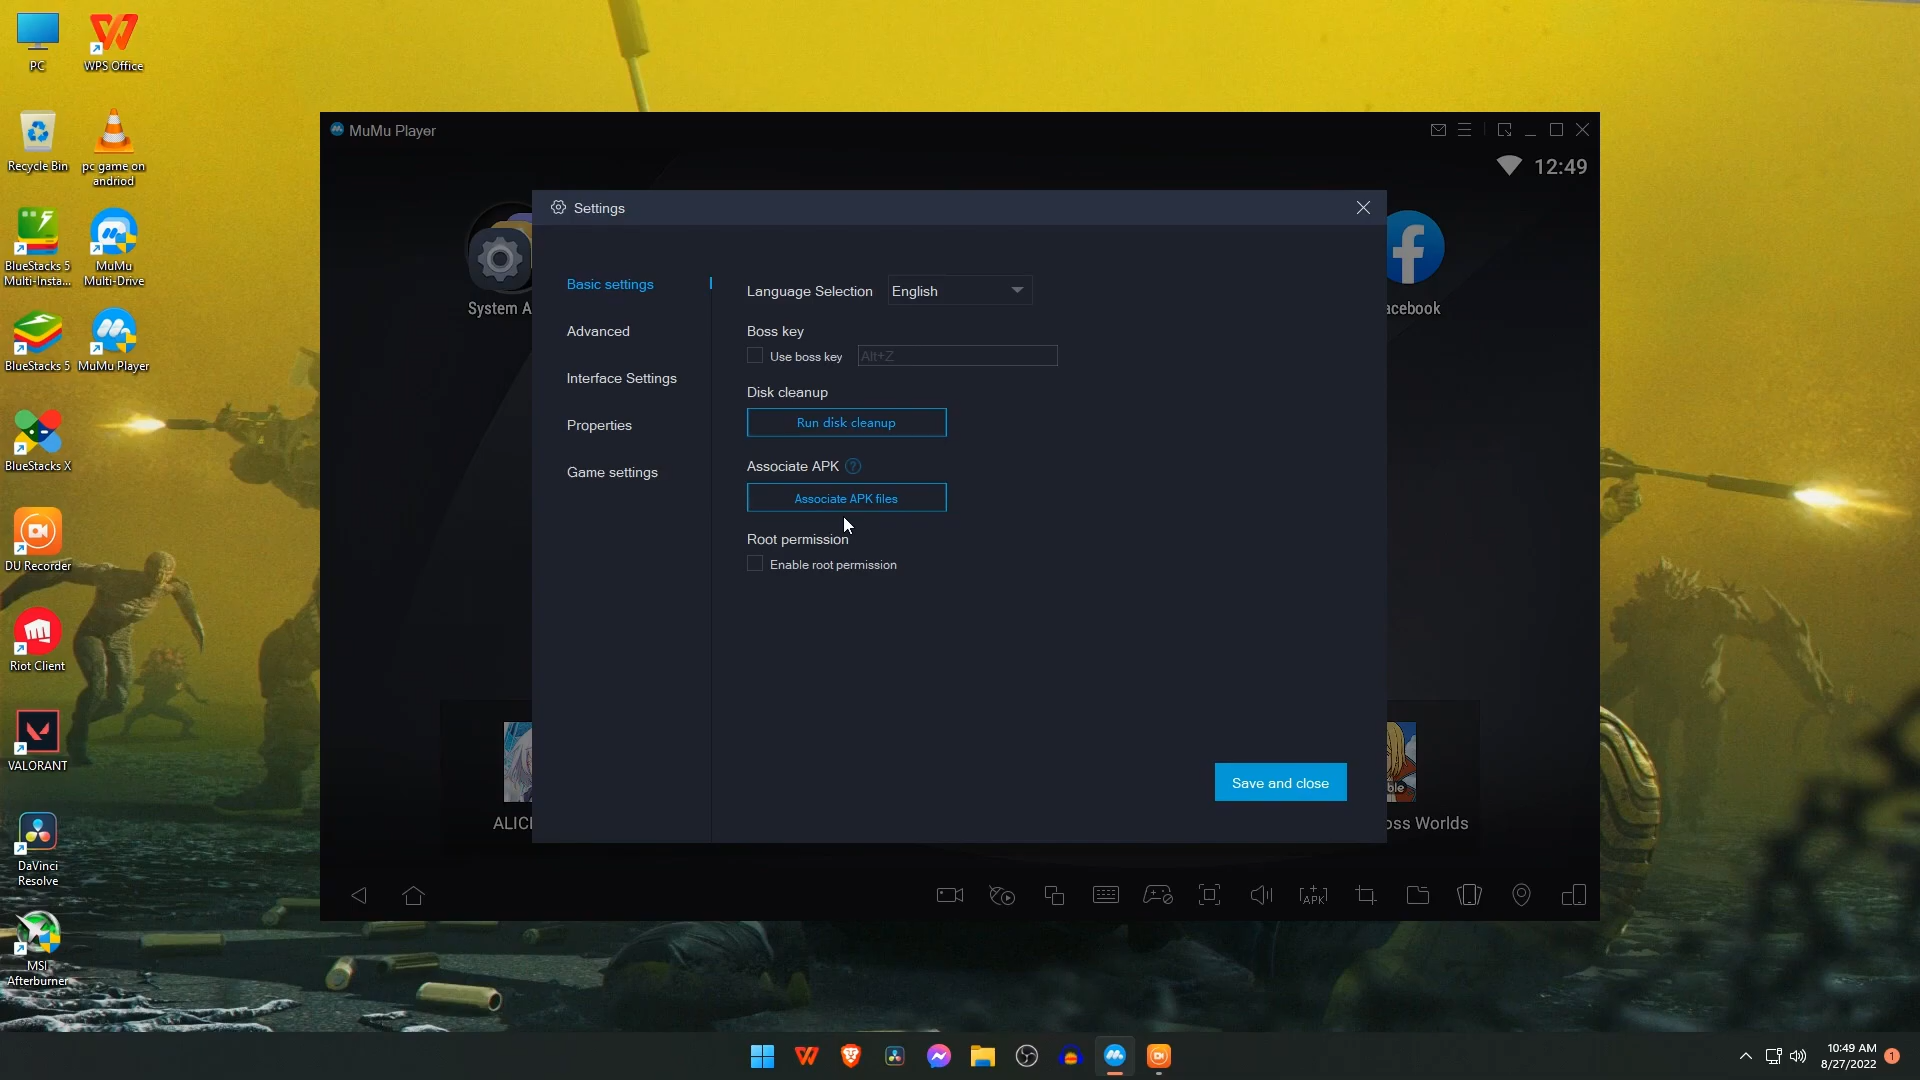 PC
WPS Office
Recycle Bin
pc game on
andriod
BlueStacks 5
Multi-Insta...
MuMu
Multi-Drive
BlueStacks 5
MuMu Player
BlueStacks X
DU Recorder
Riot Client
VALORANT
DaVinci
Resolve
MSI
Afterburner
MuMu Player
12:49
System A
acebook
Settings
Basic settings
Advanced
Interface Settings
Properties
Game settings
Language Selection
English
Boss key
Use boss key
Alt+Z
Disk cleanup
Run disk cleanup
Associate APK ?
Associate APK files
Root permission
Enable root permission
Save and close
ALIC
ble
oss Worlds
APK
10:49 AM
8/27/2022
1